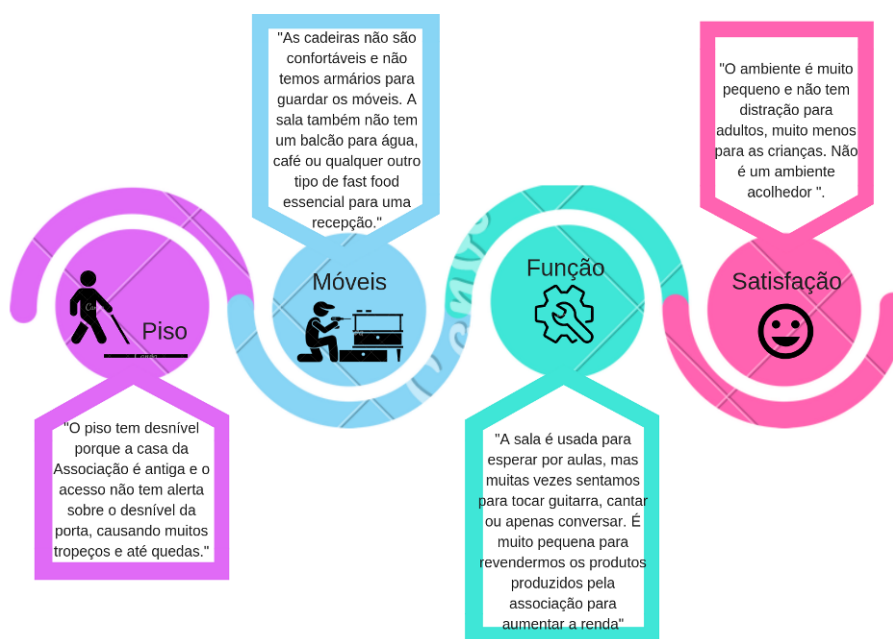 Piso
"O piso tem desnível
porque a casa da
Associação é antiga e o
acesso não tem alerta
sobre o desnível da
porta, causando muitos
tropeços e até quedas."
"As cadeiras não são
confortáveis e não
temos armários para
guardar os móveis. A
sala também não tem
um balcão para água,
café ou qualquer outro
tipo de fast food
essencial para uma
recepção."
Móveis
Função
"A sala é usada para
esperar por aulas, mas
muitas vezes sentamos
para tocar guitarra, cantar
ou apenas conversar. É
muito pequena para
revendermos os produtos
produzidos pela
associação para
aumentar a renda"
"O ambiente é muito
pequeno e não tem
distração para
adultos, muito menos
para as crianças. Não
é um ambiente
acolhedor ".
Satisfação